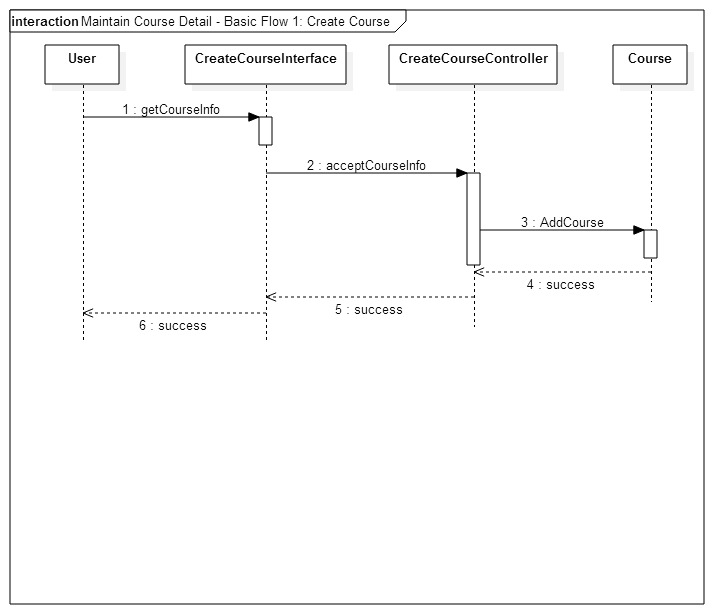 interaction Maintain Course Detail - Basic Flow 1: Create Course
User CreateCourseInterface CreateCourseController Course
1 : getCourseInfo
2 : acceptCourseInfo
3 : AddCourse
4 : success
5 : success
6 : success